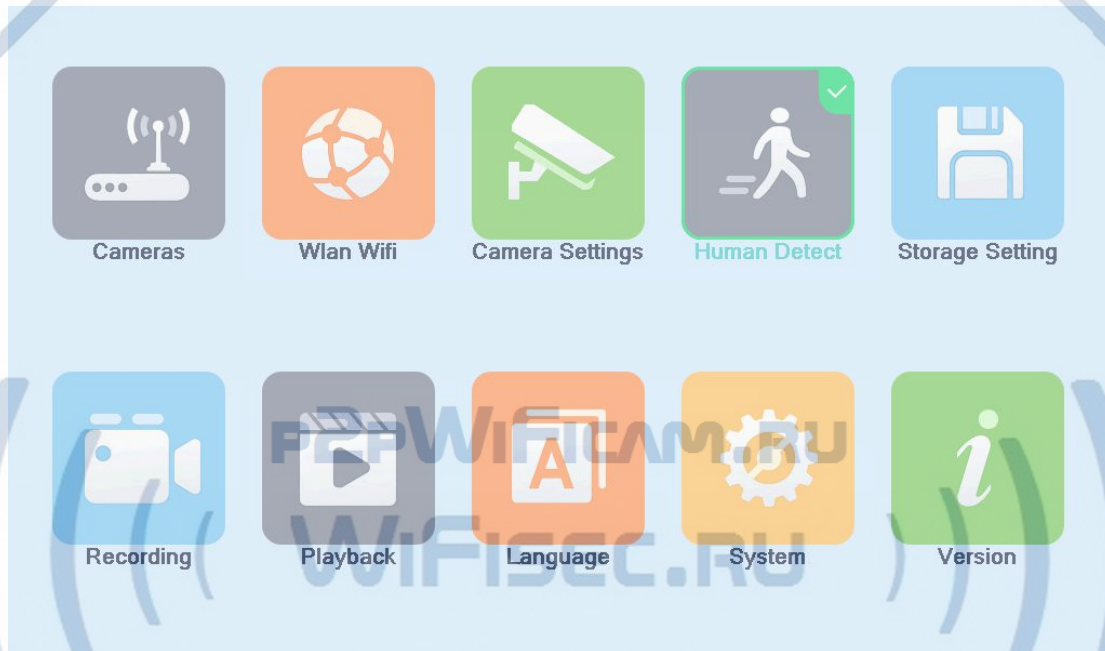 Cameras
Wlan Wifi
Camera Settings
Human Detect
Storage Setting
P2PWIFICAM.RU
A
WIFISEC.RU
Recording
Playback
Language
System
Version